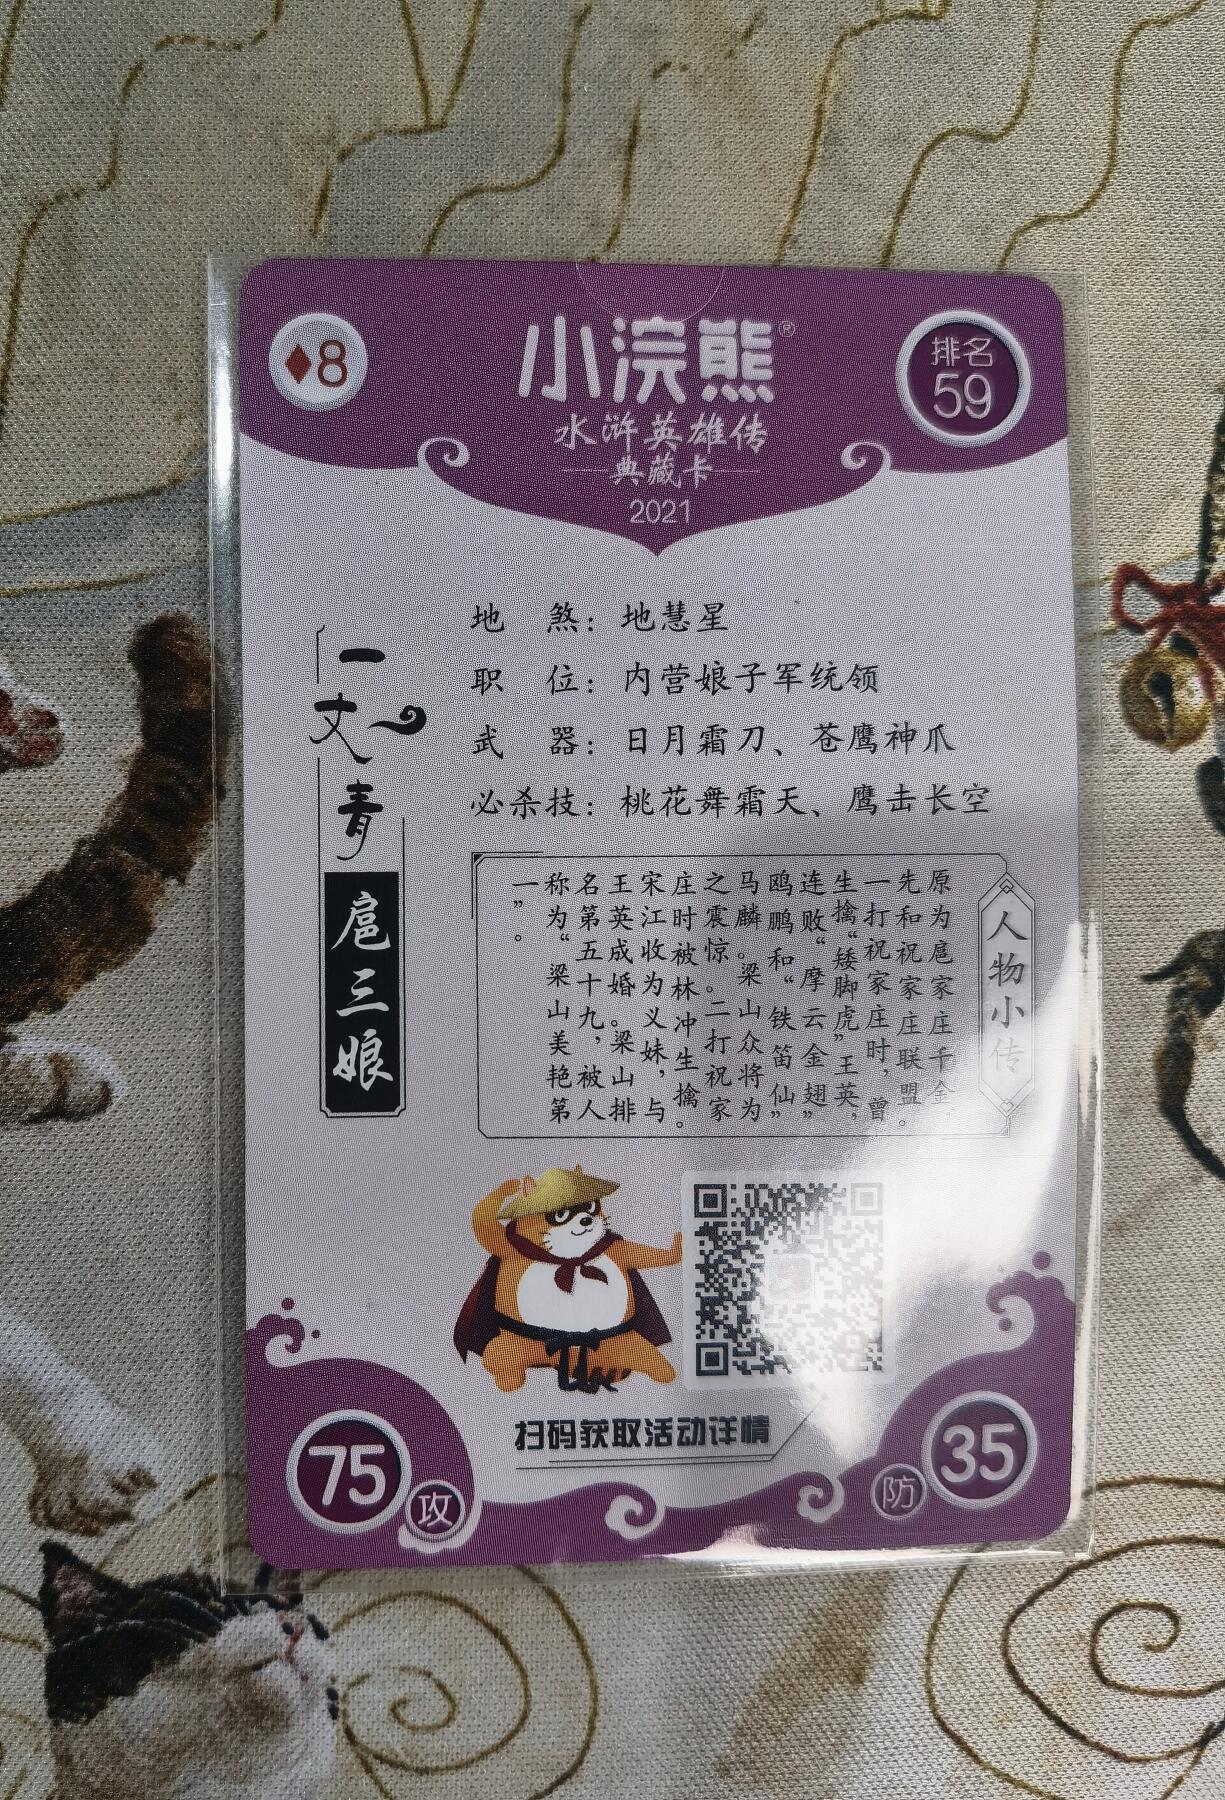 ♦8
小浣熊®
水浒英雄传
典藏卡
2021
排名
59
一丈青
扈三娘
地煞：地慧星
职位：内营娘子军统领
武器：日月霜刀、苍鹰神爪
必杀技：桃花舞霜天、鹰击长空
人物小传
原为扈家庄千金，
先和祝家庄联盟。
一打祝家庄时，曾
生擒“矮脚虎”王英，
连败“摩云金翅”
鸥鹏和“铁笛仙”
马麟。梁山众将为
之震惊。二打祝家
庄时被林冲生擒。
宋江收为义妹，与
王英成婚。梁山排
名第五十九，被人
称为“梁山美艳第
一”。
扫码获取活动详情
75
攻
防
35